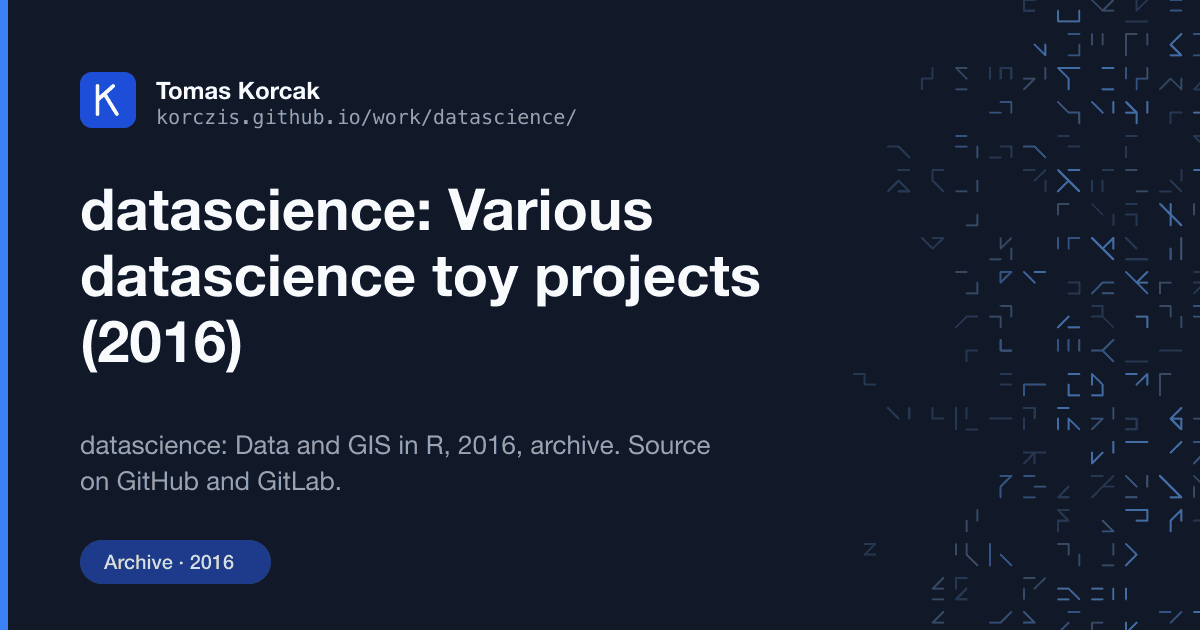 K
Tomas Korcak
korczis.github.io/work/datascience/
datascience: Various
datascience toy projects
(2016)
datascience: Data and GIS in R, 2016, archive. Source
on GitHub and GitLab.
Archive · 2016